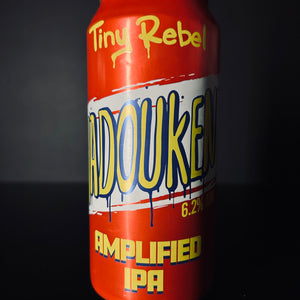 Tiny Rebel
ADOUKEN
6.2%
AMPLIFIED
IPA